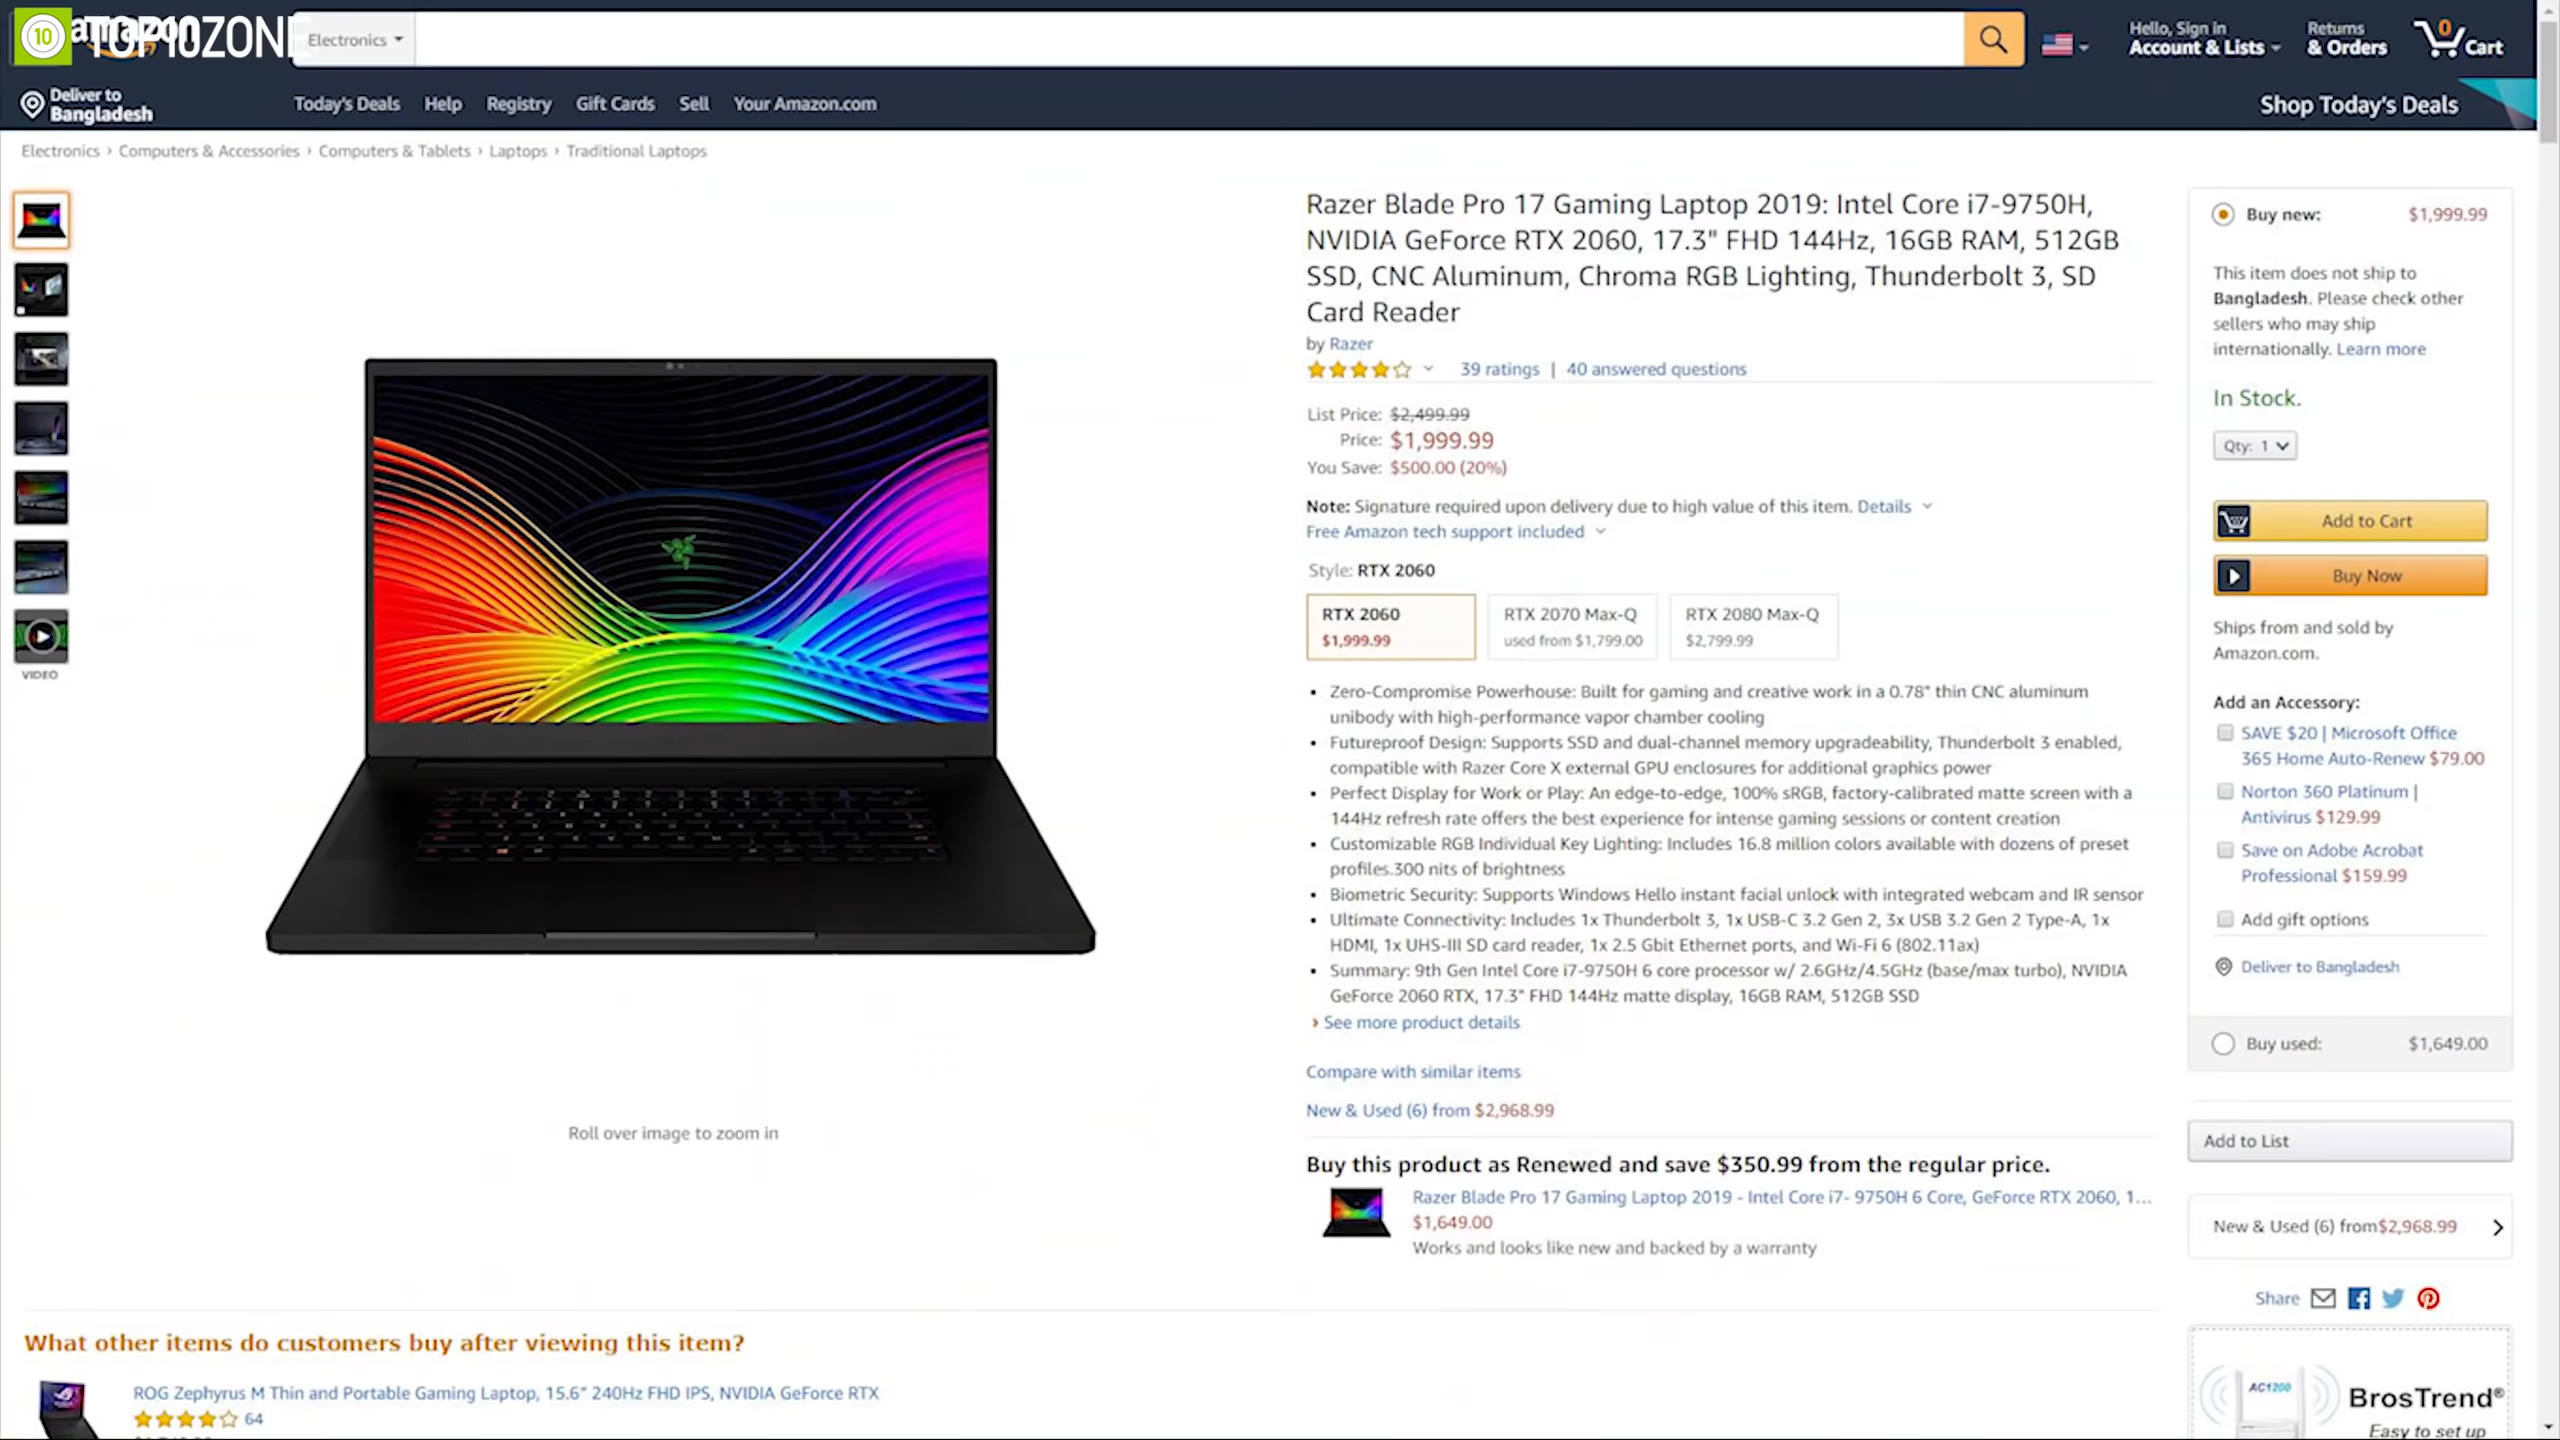 10
TOP10ZONE
amazon
Electronics
Hello, Sign in
Account & Lists
Returns
& Orders
0
Cart
Deliver to
Bangladesh
Today's Deals
Help
Registry
Gift Cards
Sell
Your Amazon.com
Shop Today's Deals
Electronics › Computers & Accessories › Computers & Tablets › Laptops › Traditional Laptops
VIDEO
Roll over image to zoom in
Razer Blade Pro 17 Gaming Laptop 2019: Intel Core i7-9750H,
NVIDIA GeForce RTX 2060, 17.3" FHD 144Hz, 16GB RAM, 512GB
SSD, CNC Aluminum, Chroma RGB Lighting, Thunderbolt 3, SD
Card Reader
by Razer
39 ratings | 40 answered questions
List Price: $2,499.99
Price: $1,999.99
You Save: $500.00 (20%)
Note: Signature required upon delivery due to high value of this item. Details
Free Amazon tech support included
Style: RTX 2060
RTX 2060
$1,999.99
RTX 2070 Max-Q
used from $1,799.00
RTX 2080 Max-Q
$2,799.99
• Zero-Compromise Powerhouse: Built for gaming and creative work in a 0.78" thin CNC aluminum
unibody with high-performance vapor chamber cooling
• Futureproof Design: Supports SSD and dual-channel memory upgradeability, Thunderbolt 3 enabled,
compatible with Razer Core X external GPU enclosures for additional graphics power
• Perfect Display for Work or Play: An edge-to-edge, 100% sRGB, factory-calibrated matte screen with a
144Hz refresh rate offers the best experience for intense gaming sessions or content creation
• Customizable RGB Individual Key Lighting: Includes 16.8 million colors available with dozens of preset
profiles.300 nits of brightness
• Biometric Security: Supports Windows Hello instant facial unlock with integrated webcam and IR sensor
• Ultimate Connectivity: Includes 1x Thunderbolt 3, 1x USB-C 3.2 Gen 2, 3x USB 3.2 Gen 2 Type-A, 1x
HDMI, 1x UHS-III SD card reader, 1x 2.5 Gbit Ethernet ports, and Wi-Fi 6 (802.11ax)
• Summary: 9th Gen Intel Core i7-9750H 6 core processor w/ 2.6GHz/4.5GHz (base/max turbo), NVIDIA
GeForce 2060 RTX, 17.3" FHD 144Hz matte display, 16GB RAM, 512GB SSD
› See more product details
Compare with similar items
New & Used (6) from $2,968.99
Buy this product as Renewed and save $350.99 from the regular price.
Razer Blade Pro 17 Gaming Laptop 2019 - Intel Core i7- 9750H 6 Core, GeForce RTX 2060, 1...
$1,649.00
Works and looks like new and backed by a warranty
Buy new: $1,999.99
This item does not ship to
Bangladesh. Please check other
sellers who may ship
internationally. Learn more
In Stock.
Qty: 1
Add to Cart
Buy Now
Ships from and sold by
Amazon.com.
Add an Accessory:
SAVE $20 | Microsoft Office
365 Home Auto-Renew $79.00
Norton 360 Platinum |
Antivirus $129.99
Save on Adobe Acrobat
Professional $159.99
Add gift options
Deliver to Bangladesh
Buy used: $1,649.00
Add to List
New & Used (6) from$2,968.99
Share
AC1200
BrosTrend®
Easy to set up
What other items do customers buy after viewing this item?
ROG Zephyrus M Thin and Portable Gaming Laptop, 15.6" 240Hz FHD IPS, NVIDIA GeForce RTX
64